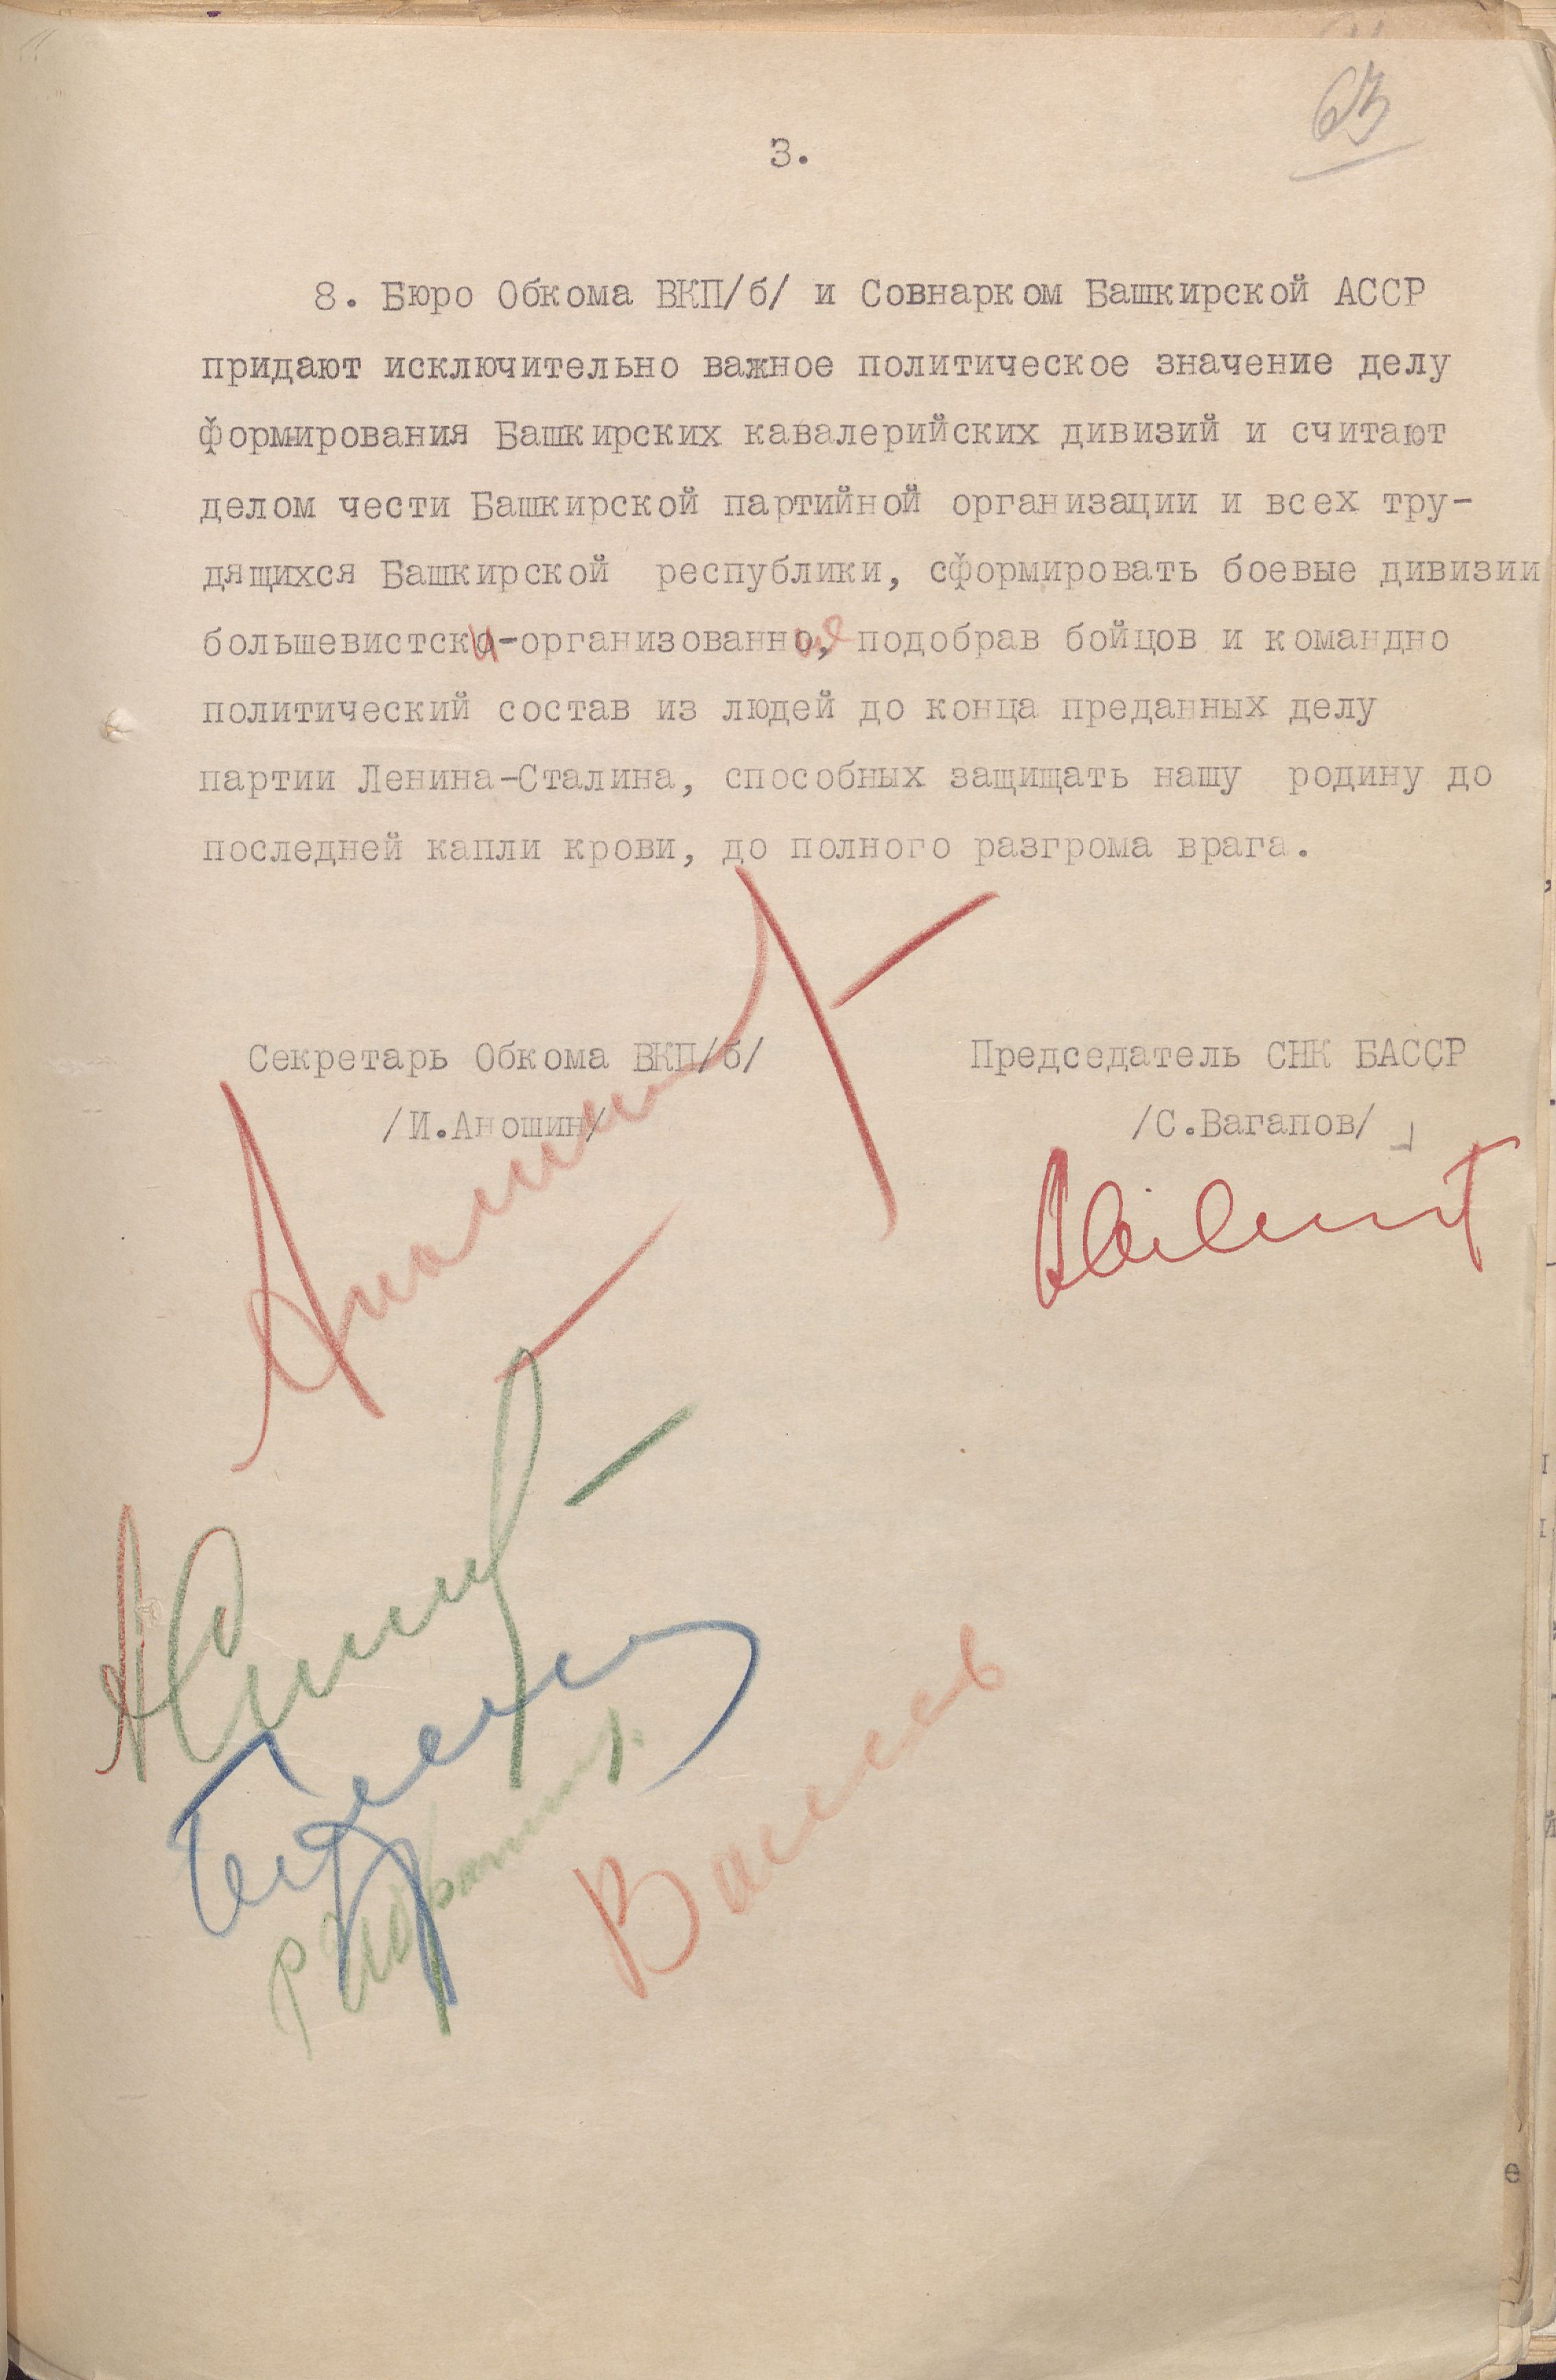 63
3.
8. Бюро Обкома ВКП/б/ и Совнарком Башкирской АССР
придают исключительно важное политическое значение делу
формирования Башкирских кавалерийских дивизий и считают
делом чести Башкирской партийной организации и всех тру-
дящихся Башкирской республики, сформировать боевые дивизии
большевистски-организованные, подобрав бойцов и командно
политический состав из людей до конца преданных делу
партии Ленина-Сталина, способных защищать нашу родину до
последней капли крови, до полного разгрома врага.
Секретарь Обкома ВКП/б/ Председатель СНК БАССР
/И.Аношин/ /С.Вагапов/
Аношин
Валеев